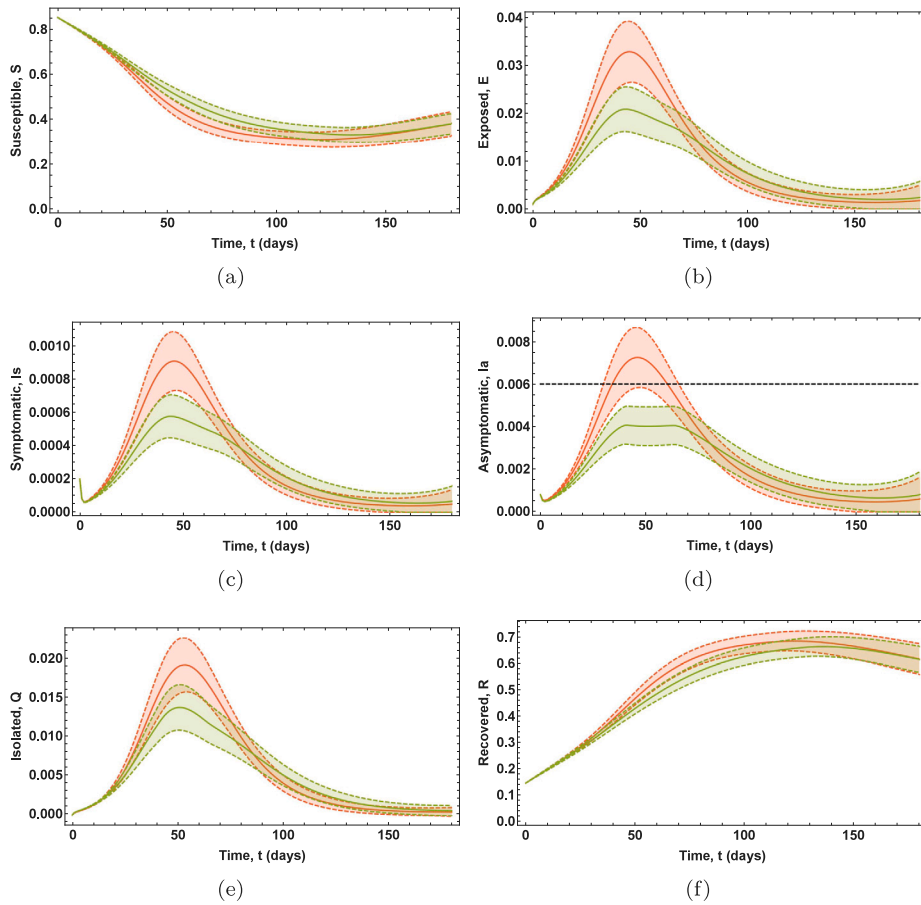 0.8
0.6
0.4
0.2
0.0
Susceptible, S
0 50 100 150
Time, t (days)
(a)
0.04
0.03
0.02
0.01
0.00
Exposed, E
0 50 100 150
Time, t (days)
(b)
0.0010
0.0008
0.0006
0.0004
0.0002
0.0000
Symptomatic, Is
0 50 100 150
Time, t (days)
(c)
0.008
0.006
0.004
0.002
0.000
Asymptomatic, Ia
0 50 100 150
Time, t (days)
(d)
0.020
0.015
0.010
0.005
0.000
Isolated, Q
0 50 100 150
Time, t (days)
(e)
0.7
0.6
0.5
0.4
0.3
0.2
0.1
0.0
Recovered, R
0 50 100 150
Time, t (days)
(f)